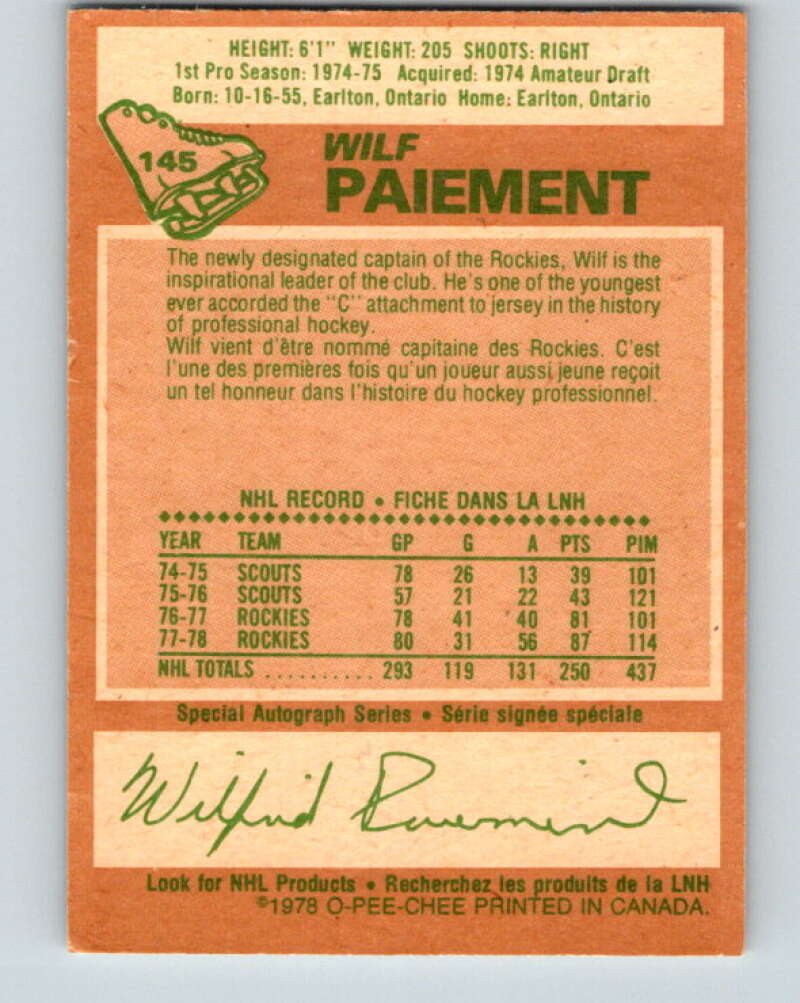 HEIGHT: 6'1" WEIGHT: 205 SHOOTS: RIGHT
1st Pro Season: 1974-75 Acquired: 1974 Amateur Draft
Born: 10-16-55, Earlton, Ontario Home: Earlton, Ontario
145
WILF
PAIEMENT
The newly designated captain of the Rockies, Wilf is the
inspirational leader of the club. He's one of the youngest
ever accorded the "C" attachment to jersey in the history
of professional hockey.
Wilf vient d'être nommé capitaine des Rockies. C'est
l'une des premières fois qu'un joueur aussi jeune reçoit
un tel honneur dans l'histoire du hockey professionnel.
NHL RECORD • FICHE DANS LA LNH
YEAR TEAM GP G A PTS PIM
74-75 SCOUTS 78 26 13 39 101
75-76 SCOUTS 57 21 22 43 121
76-77 ROCKIES 78 41 40 81 101
77-78 ROCKIES 80 31 56 87 114
NHL TOTALS .......... 293 119 131 250 437
Special Autograph Series • Série signée spéciale
Wilfrid Paiement
Look for NHL Products • Recherchez les produits de la LNH
©1978 O-PEE-CHEE PRINTED IN CANADA.